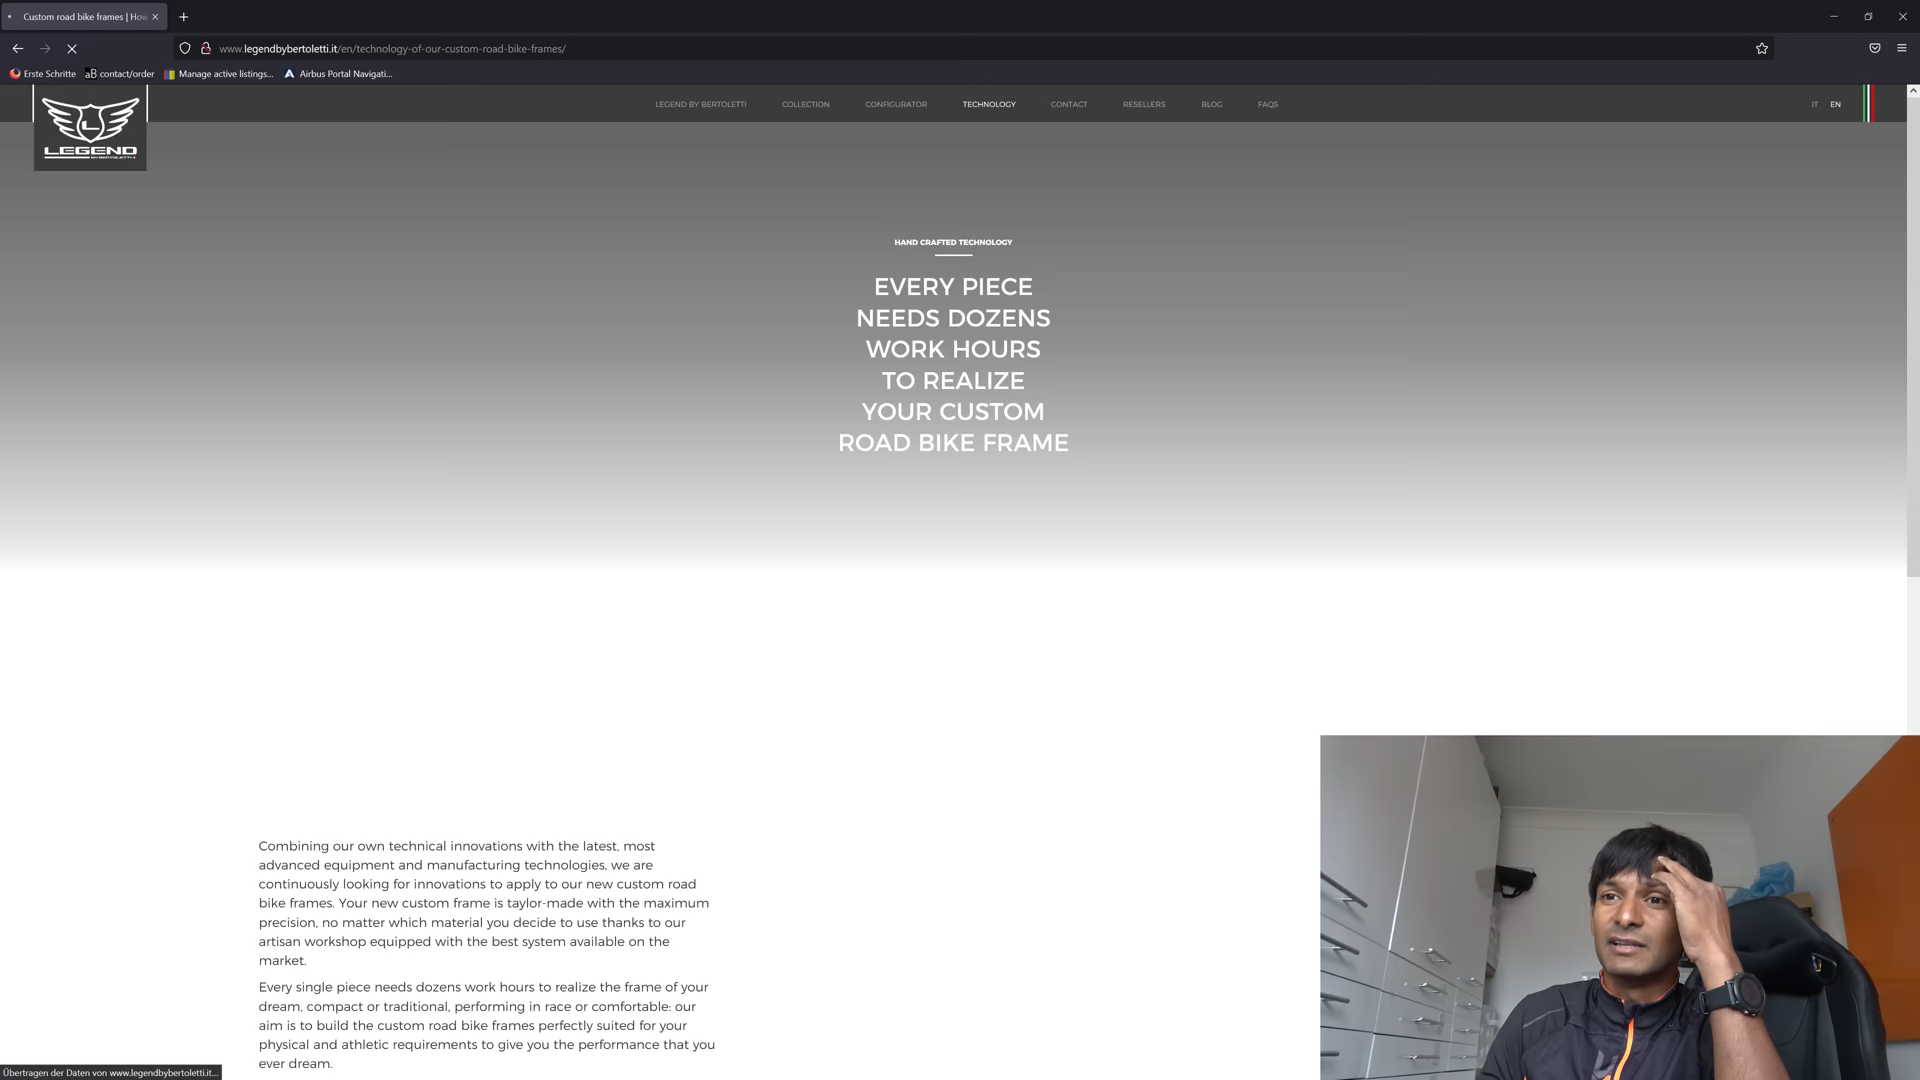 Custom road bike frames | How
www.legendbybertoletti.it/en/technology-of-our-custom-road-bike-frames/
Erste Schritte
aB contact/order
Manage active listings...
Airbus Portal Navigati...
L
LEGEND
BY BERTOLETTI
LEGEND BY BERTOLETTI
COLLECTION
CONFIGURATOR
TECHNOLOGY
CONTACT
RESELLERS
BLOG
FAQS
IT
EN
HAND CRAFTED TECHNOLOGY
EVERY PIECE
NEEDS DOZENS
WORK HOURS
TO REALIZE
YOUR CUSTOM
ROAD BIKE FRAME
Combining our own technical innovations with the latest, most
advanced equipment and manufacturing technologies, we are
continuously looking for innovations to apply to our new custom road
bike frames. Your new custom frame is taylor-made with the maximum
precision, no matter which material you decide to use thanks to our
artisan workshop equipped with the best system available on the
market.
Every single piece needs dozens work hours to realize the frame of your
dream, compact or traditional, performing in race or comfortable: our
aim is to build the custom road bike frames perfectly suited for your
physical and athletic requirements to give you the performance that you
ever dream.
Übertragen der Daten von www.legendbybertoletti.it...